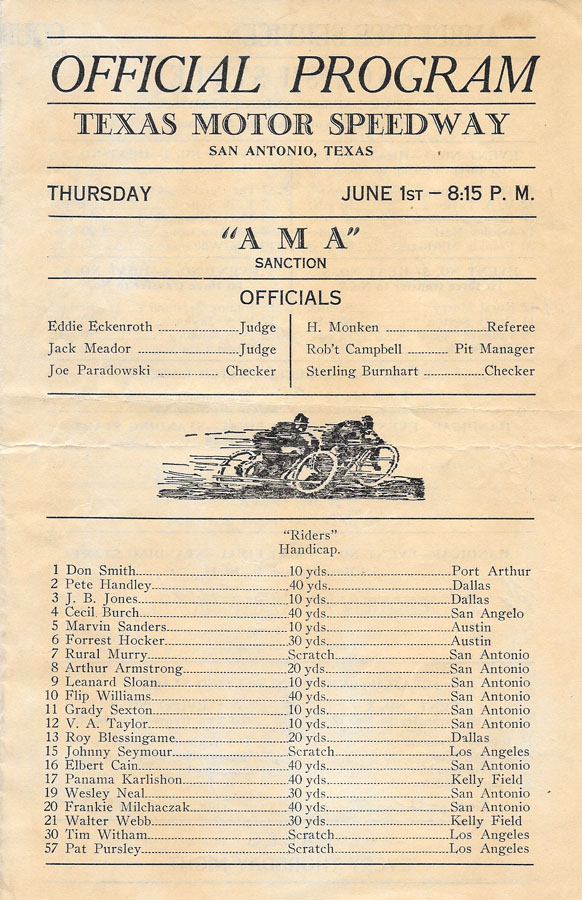 OFFICIAL PROGRAM
TEXAS MOTOR SPEEDWAY
SAN ANTONIO, TEXAS
THURSDAY JUNE 1ST – 8:15 P. M.
"A M A"
SANCTION
OFFICIALS
Eddie Eckenroth ................Judge
Jack Meador ................Judge
Joe Paradowski ................ Checker
H. Monken ................Referee
Rob't Campbell .......... Pit Manager
Sterling Burnhart ................Checker
"Riders"
Handicap.
1 Don Smith................10 yds.................Port Arthur
2 Pete Handley................40 yds.................Dallas
3 J. B. Jones................10 yds.................Dallas
4 Cecil Burch................40 yds.................San Angelo
5 Marvin Sanders................10 yds.................Austin
6 Forrest Hocker................30 yds.................Austin
7 Rural Murry................Scratch................San Antonio
8 Arthur Armstrong................20 yds.................San Antonio
9 Leanard Sloan................10 yds.................San Antonio
10 Flip Williams................40 yds.................San Antonio
11 Grady Sexton................10 yds.................San Antonio
12 V. A. Taylor................10 yds.................San Antonio
13 Roy Blessingame................20 yds.................Dallas
15 Johnny Seymour................Scratch................Los Angeles
16 Elbert Cain................40 yds.................San Antonio
17 Panama Karlishon................40 yds.................Kelly Field
19 Wesley Neal................30 yds.................San Antonio
20 Frankie Milchaczak................40 yds.................San Antonio
21 Walter Webb................30 yds.................Kelly Field
30 Tim Witham................Scratch................Los Angeles
57 Pat Pursley................Scratch................Los Angeles